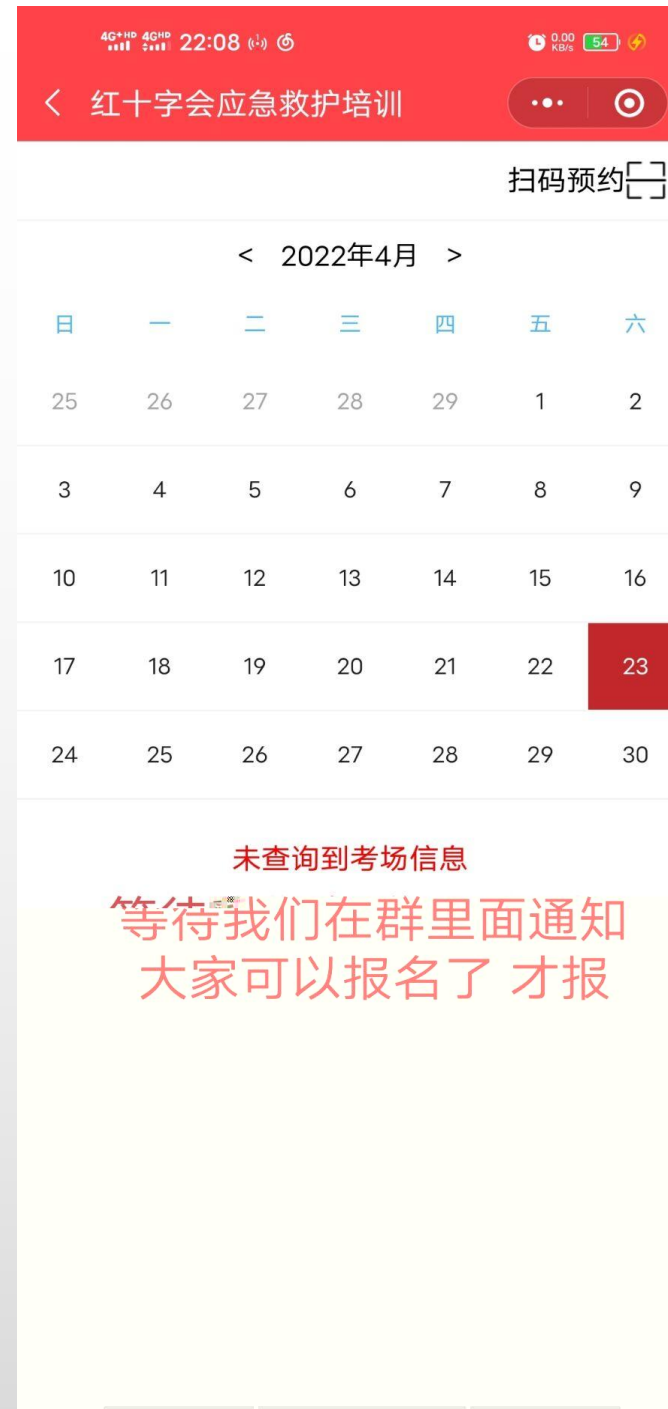 4G+HD 4GHD 22:08 0.00 KB/s 54
< 红十字会应急救护培训
扫码预约
< 2022年4月 >
日 一 二 三 四 五 六
25 26 27 28 29 1 2
3 4 5 6 7 8 9
10 11 12 13 14 15 16
17 18 19 20 21 22 23
24 25 26 27 28 29 30
未查询到考场信息
等待我们在群里面通知
大家可以报名了 才报